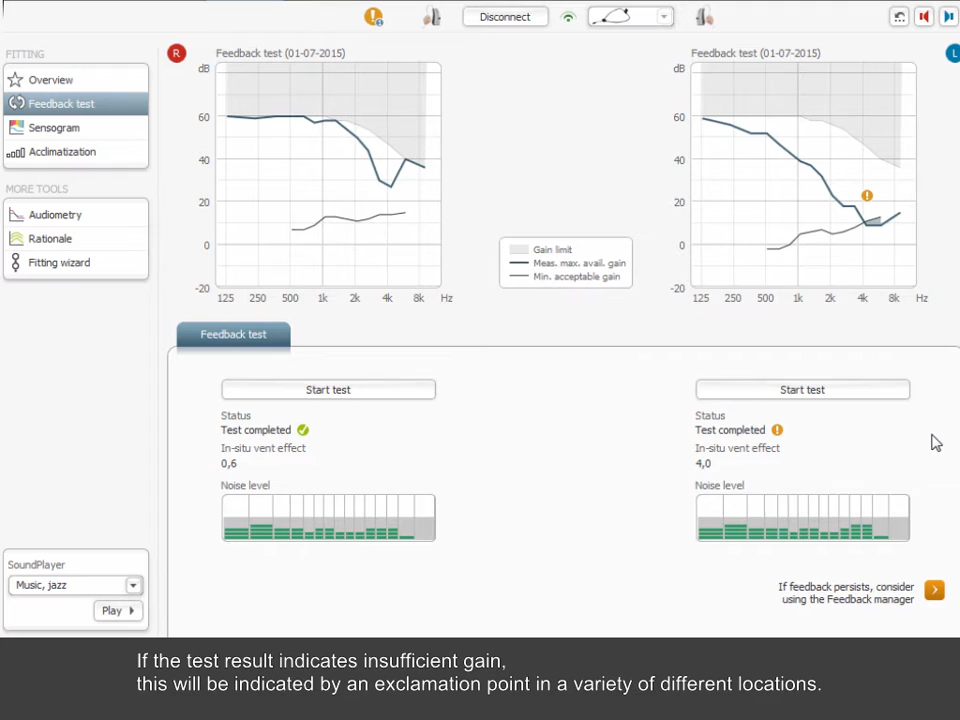 Disconnect
FITTING
Overview
Feedback test
Sensogram
Acclimatization
MORE TOOLS
Audiometry
Rationale
Fitting wizard
R
Feedback test (01-07-2015)
dB
60
40
20
0
-20
125 250 500 1k 2k 4k 8k Hz
Gain limit
Meas. max. avail. gain
Min. acceptable gain
Feedback test (01-07-2015)
L
dB
60
40
20
0
-20
125 250 500 1k 2k 4k 8k Hz
Feedback test
Start test
Status
Test completed
In-situ vent effect
0,6
Noise level
Start test
Status
Test completed
In-situ vent effect
4,0
Noise level
If feedback persists, consider
using the Feedback manager
SoundPlayer
Music, jazz
Play
If the test result indicates insufficient gain,
this will be indicated by an exclamation point in a variety of different locations.